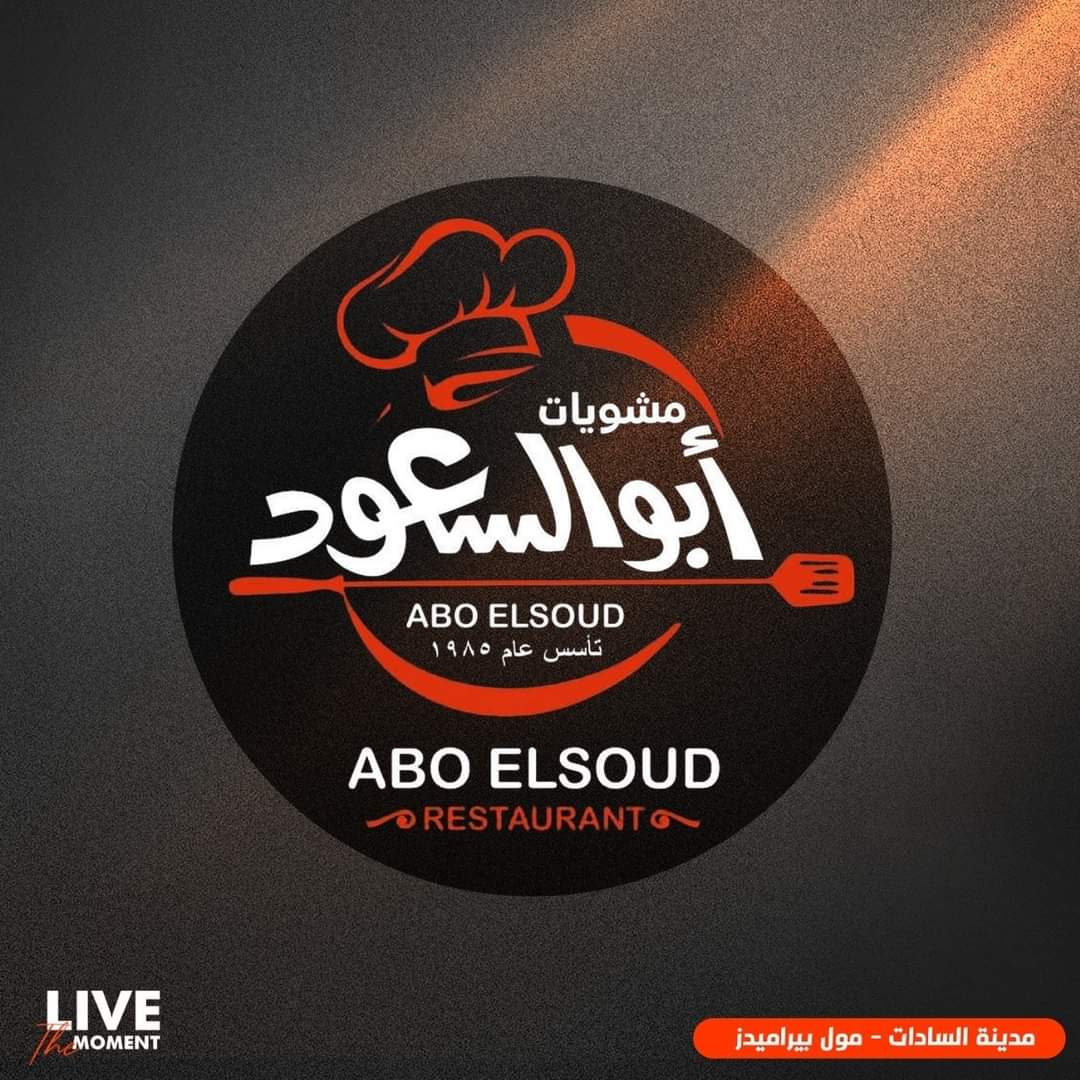 مشويات
أبو السعود
ABO ELSOUD
تأسس عام ١٩٨٥
ABO ELSOUD
RESTAURANT
LIVE
The MOMENT
مدينة السادات - مول بيراميدز